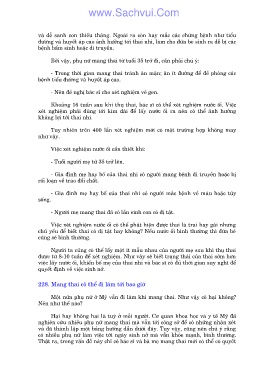 www.Sachvui.Com
và dễ sanh non thiếu tháng. Ngoài ra còn hay mắc các chứng bệnh như tiểu
đường và huyết áp cao ảnh hưởng tới thai nhi, làm cho đứa bé sinh ra dễ bị các
bệnh bẩm sinh hoặc di truyền.
Bởi vậy, phụ nữ mang thai từ tuổi 35 trở đi, cần phải chú ý:
- Trong thời gian mang thai tránh ăn mặn, ăn ít đường để đề phòng các
bệnh tiểu đường và huyết áp cao.
- Nên đề nghị bác sĩ cho xét nghiệm về gen.
Khoảng 16 tuần sau khi thụ thai, bác sĩ có thể xét nghiệm nước ối. Việc
xét nghiệm phải dùng tới kim dài để lấy nước ối ra nên có thể ảnh hưởng
không lợi tới thai nhi.
Tuy nhiên trên 400 lần xét nghiệm mới có một trường hợp không may
như vậy.
Việc xét nghiệm nước ối cần thiết khi:
- Tuổi người mẹ từ 35 trở lên.
- Gia đình mẹ hay bố của thai nhi có người mang bệnh di truyền hoặc bị
rối loạn về trao đổi chất.
- Gia đình mẹ hay bố của thai nhi có người mắc bệnh về máu hoặc tủy
sống.
- Người mẹ mang thai đã có lần sinh con có dị tật.
Việc xét nghiệm nước ối có thể phát hiện được thai là trai hay gái nhưng
chủ yếu để biết thai có dị tật hay không? Nếu nước ối bình thường thì đứa bé
cũng sẽ bình thường.
Người ta cũng có thể lấy một ít mẫu nhau của người mẹ sau khi thụ thai
được từ 8-10 tuần để xét nghiệm. Như vậy sẽ biết trạng thái của thai sớm hơn
việc lấy nước ối, khiến bố mẹ của thai nhi và bác sĩ có đủ thời gian suy nghĩ để
quyết định về việc sinh nở.
228. Mang thai có thể đi làm tới bao giờ
Một nửa phụ nữ ở Mỹ vẫn đi làm khi mang thai. Như vậy có hại không?
Nên như thế nào?
Hại hay không hại là tuỳ ở mỗi người. Cơ quan khoa học và y tế Mỹ đã
nghiên cứu nhiều phụ nữ mang thai mà vẫn tới công sở để có những nhận xét
và đã thành lập một bảng hướng dẫn dưới đây. Tuy vậy, cũng nên chú ý rằng
có nhiều phụ nữ làm việc tới ngày sinh nở mà vẫn khỏe mạnh, bình thường.
Thật ra, trong vấn đề này chỉ có bác sĩ và bà mẹ mang thai mới có thể có quyết